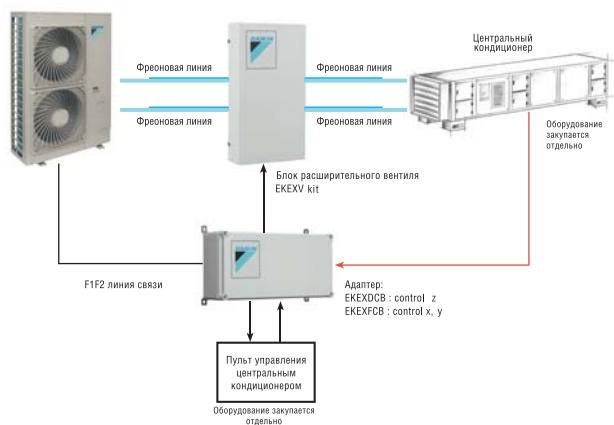 Центральный
кондиционер
Фреоновая линия
Фреоновая линия
Фреоновая линия
Фреоновая линия
Оборудование
закупается
отдельно
Блок расширительного вентиля
EKEXV kit
F1F2 линия связи
Адаптер:
EKEXDCB : control z
EKEXFCB : control x, y
Пульт управления
центральным
кондиционером
Оборудование закупается
отдельно